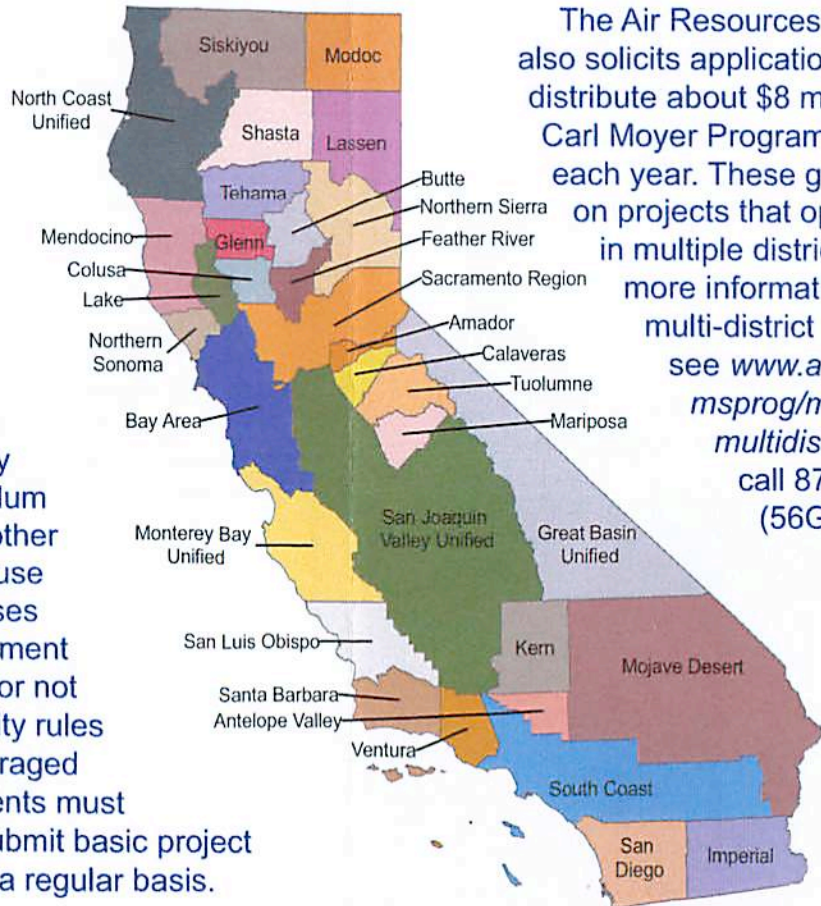 The Air Resources
also solicits application
distribute about $8 m
Carl Moyer Program
each year. These g
on projects that op
in multiple distric
more informat
multi-district
see www.a
msprog/m
multidis
call 87
(56G
Siskiyou
Modoc
North Coast
Unified
Shasta
Lassen
Tehama
Butte
Northern Sierra
Mendocino
Glenn
Feather River
Colusa
Sacramento Region
Lake
Amador
Northern
Sonoma
Calaveras
Tuolumne
Bay Area
Mariposa
San Joaquin
Valley Unified
Monterey Bay
Unified
Great Basin
Unified
San Luis Obispo
Kern
Mojave Desert
Santa Barbara
Antelope Valley
Ventura
South Coast
San
Diego
Imperial
y
lum
other
use
ses
ment
or not
lty rules
raged
ents must
submit basic project
a regular basis.